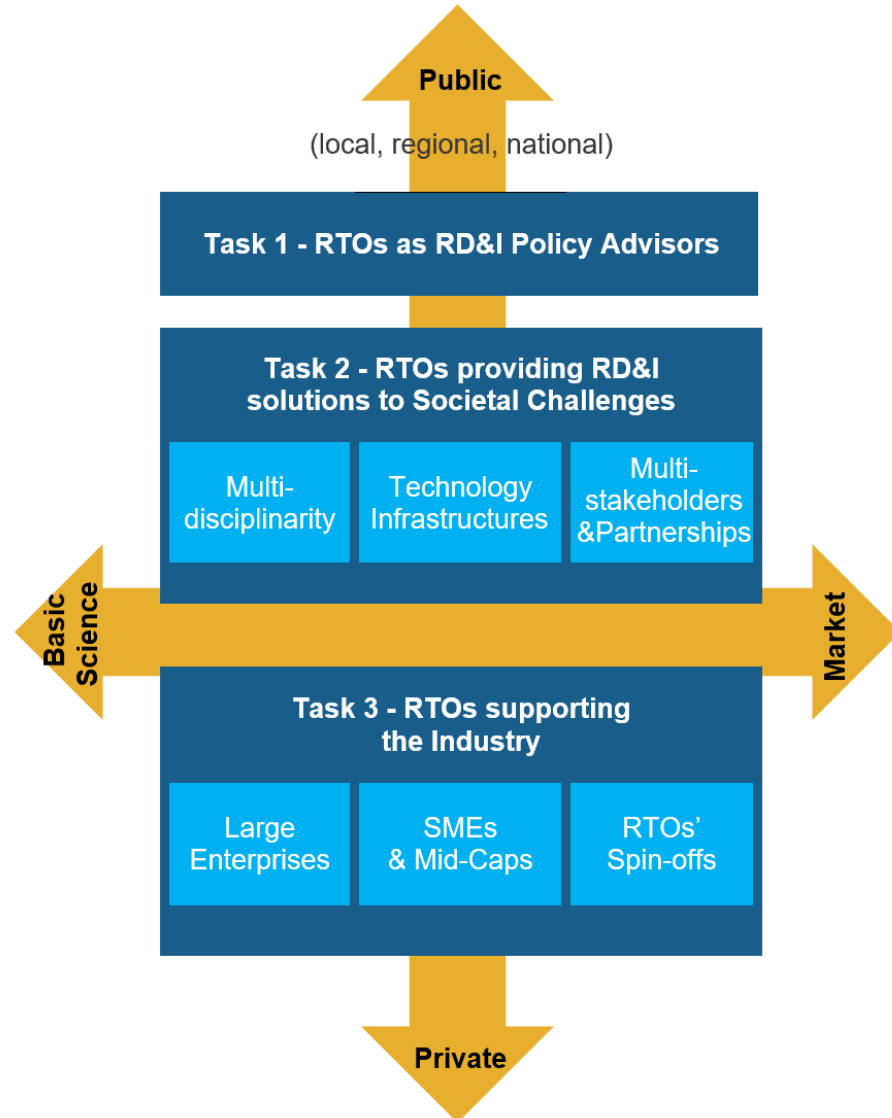 Public
(local, regional, national)
Task 1 - RTOs as RD&I Policy Advisors
Task 2 - RTOs providing RD&I
solutions to Societal Challenges
Multi-
disciplinarity
Technology
Infrastructures
Multi-
stakeholders
&Partnerships
Basic
Science
Market
Task 3 - RTOs supporting
the Industry
Large
Enterprises
SMEs
& Mid-Caps
RTOs’
Spin-offs
Private